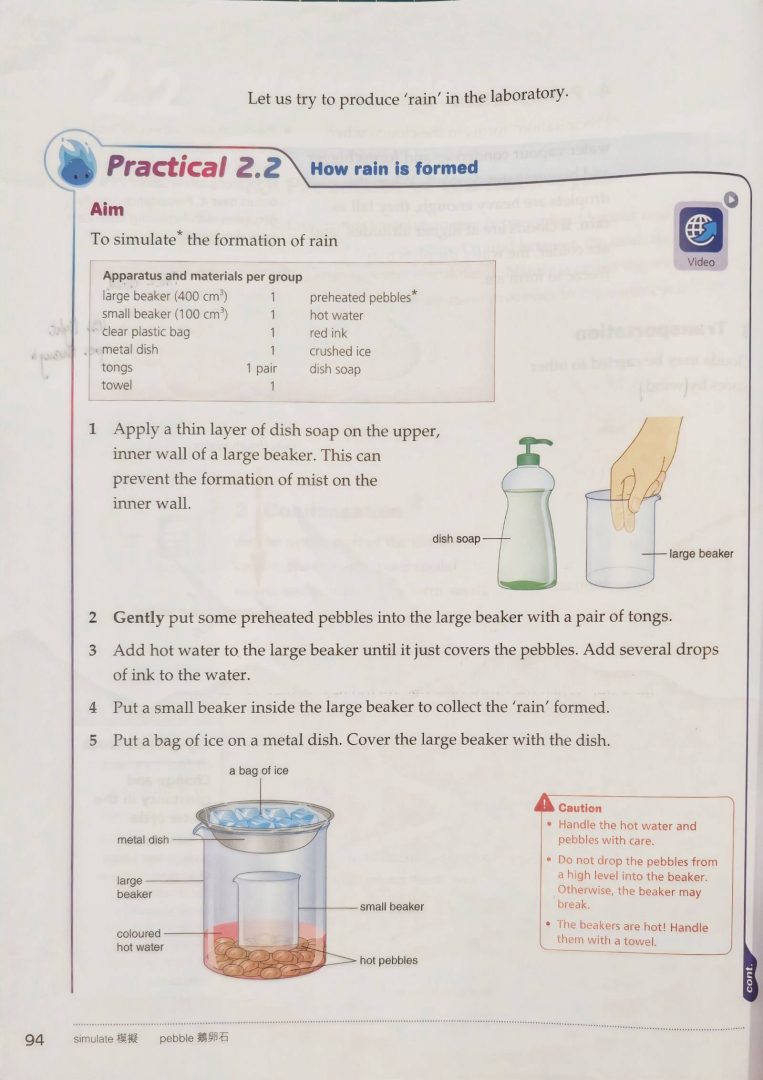 Let us try to produce ‘rain’ in the laboratory.
Practical 2.2 How rain is formed
Aim
To simulate* the formation of rain
Video
Apparatus and materials per group
large beaker (400 cm³) 1 preheated pebbles*
small beaker (100 cm³) 1 hot water
clear plastic bag 1 red ink
metal dish 1 crushed ice
tongs 1 pair dish soap
towel 1
1 Apply a thin layer of dish soap on the upper,
inner wall of a large beaker. This can
prevent the formation of mist on the
inner wall.
dish soap
large beaker
2 Gently put some preheated pebbles into the large beaker with a pair of tongs.
3 Add hot water to the large beaker until it just covers the pebbles. Add several drops
of ink to the water.
4 Put a small beaker inside the large beaker to collect the ‘rain’ formed.
5 Put a bag of ice on a metal dish. Cover the large beaker with the dish.
a bag of ice
metal dish
large
beaker
small beaker
coloured
hot water
hot pebbles
Caution
• Handle the hot water and
pebbles with care.
• Do not drop the pebbles from
a high level into the beaker.
Otherwise, the beaker may
break.
• The beakers are hot! Handle
them with a towel.
cont.
94 simulate 模擬 pebble 鵝卵石